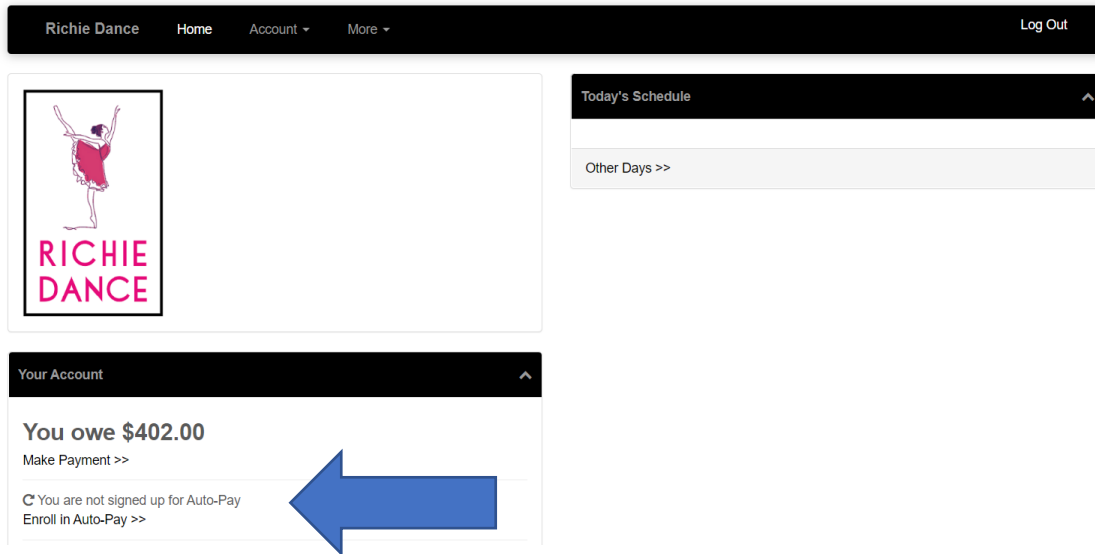 Richie Dance Home Account More Log Out
RICHIE
DANCE
Today's Schedule
Other Days >>
Your Account
You owe $402.00
Make Payment >>
You are not signed up for Auto-Pay
Enroll in Auto-Pay >>